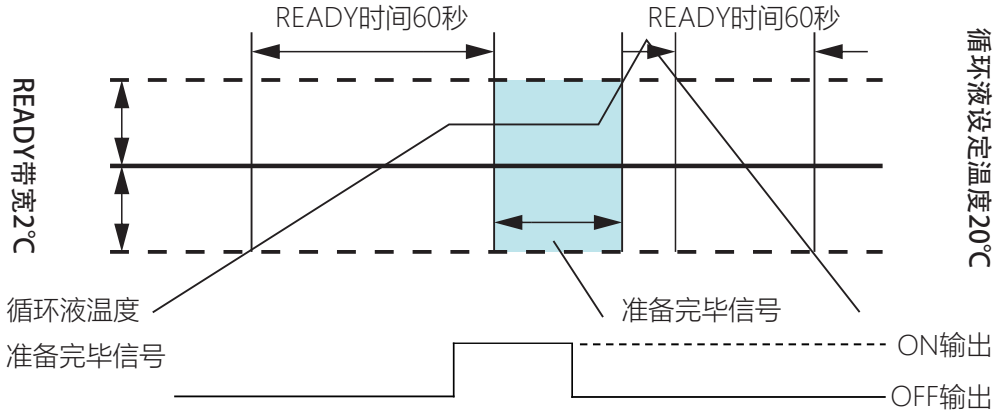 READY时间60秒
READY时间60秒
READY带宽2℃
循环液设定温度20℃
循环液温度
准备完毕信号
准备完毕信号
ON输出
OFF输出